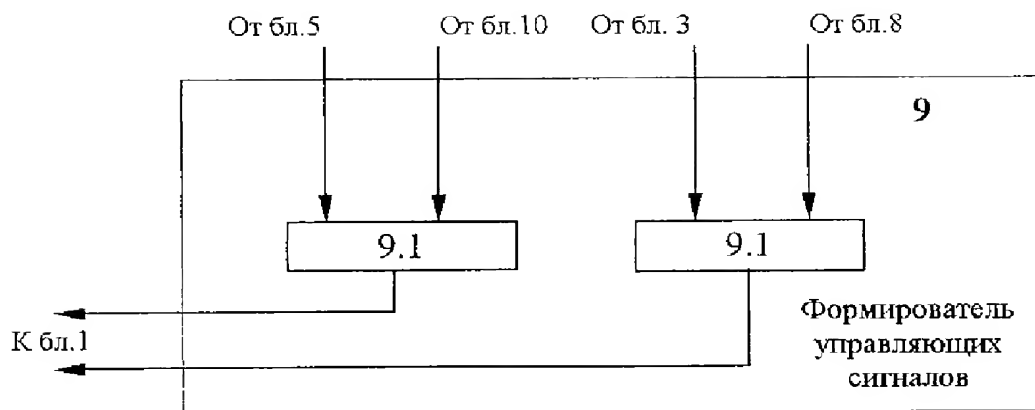 От бл.5
От бл.10
От бл. 3
От бл.8
9
9.1
9.1
К бл.1
Формирователь
управляющих
сигналов